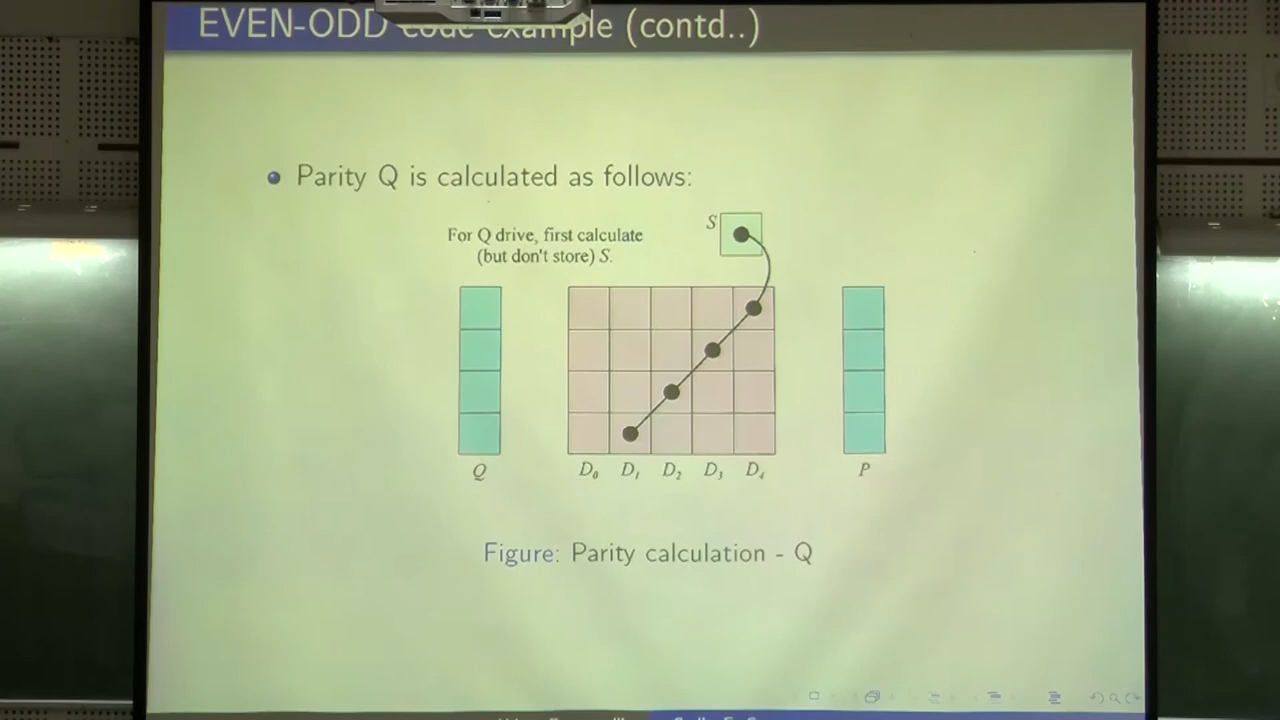 EVEN-ODD code example (contd..)
Parity Q is calculated as follows:
For Q drive, first calculate
(but don't store) S.
S
Q
D₀ D₁ D₂ D₃ D₄
P
Figure: Parity calculation - Q